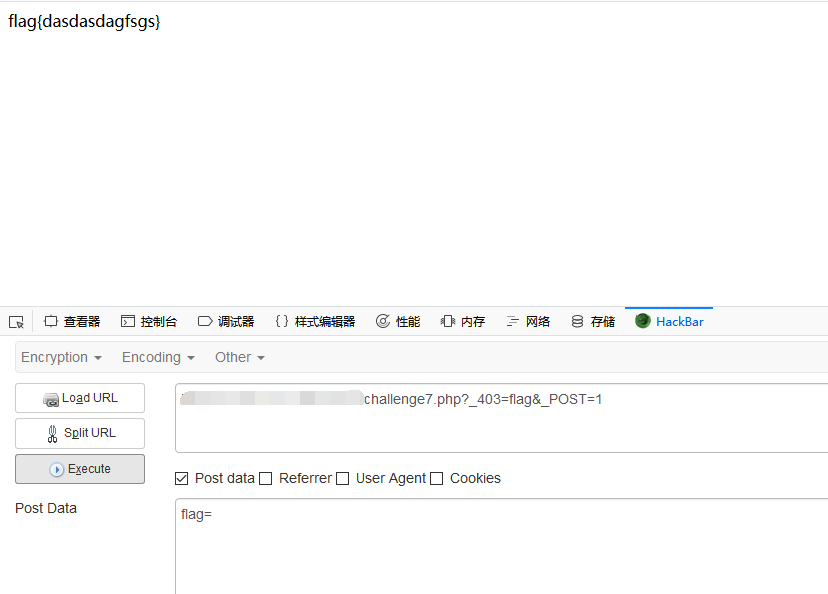 flag{dasdasdagfsgs}
查看器 控制台 调试器 {} 样式编辑器 性能 内存 网络 存储 HackBar
Encryption Encoding Other
Load URL
challenge7.php?_403=flag&_POST=1
Split URL
Execute
Post data Referrer User Agent Cookies
Post Data
flag=